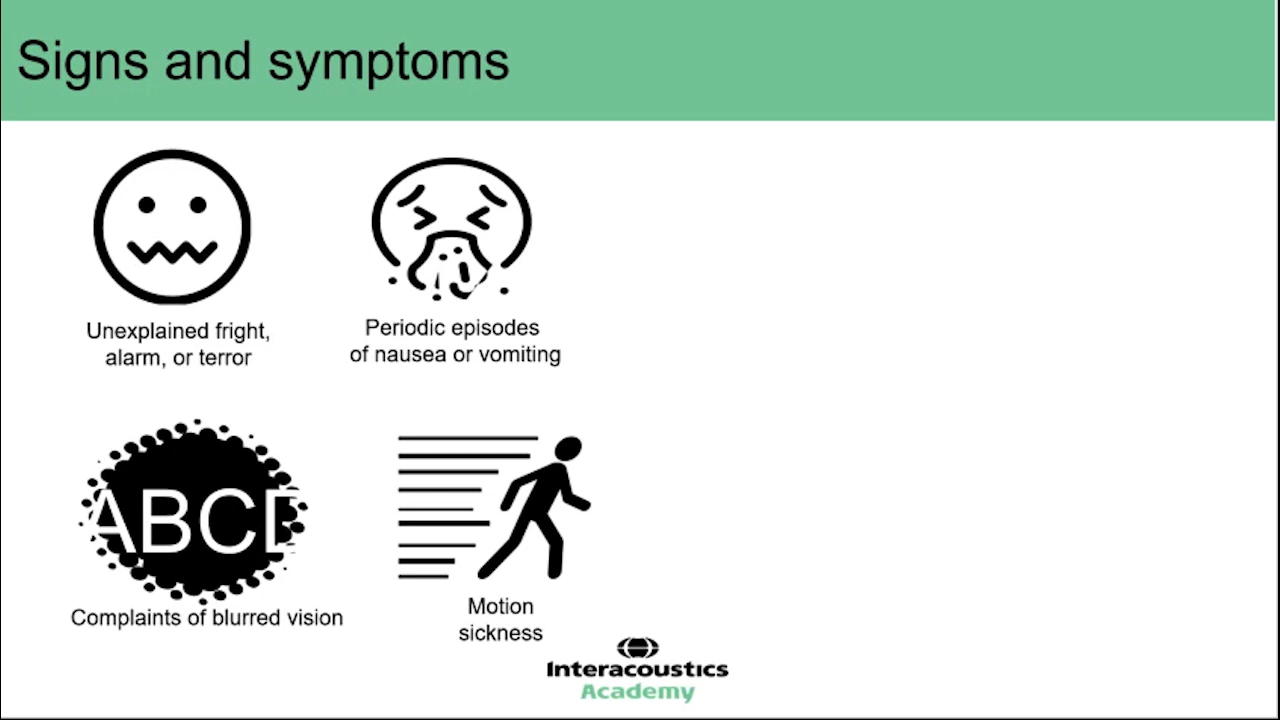 Signs and symptoms
Unexplained fright,
alarm, or terror
Periodic episodes
of nausea or vomiting
ABCD
Complaints of blurred vision
Motion
sickness
Interacoustics
Academy